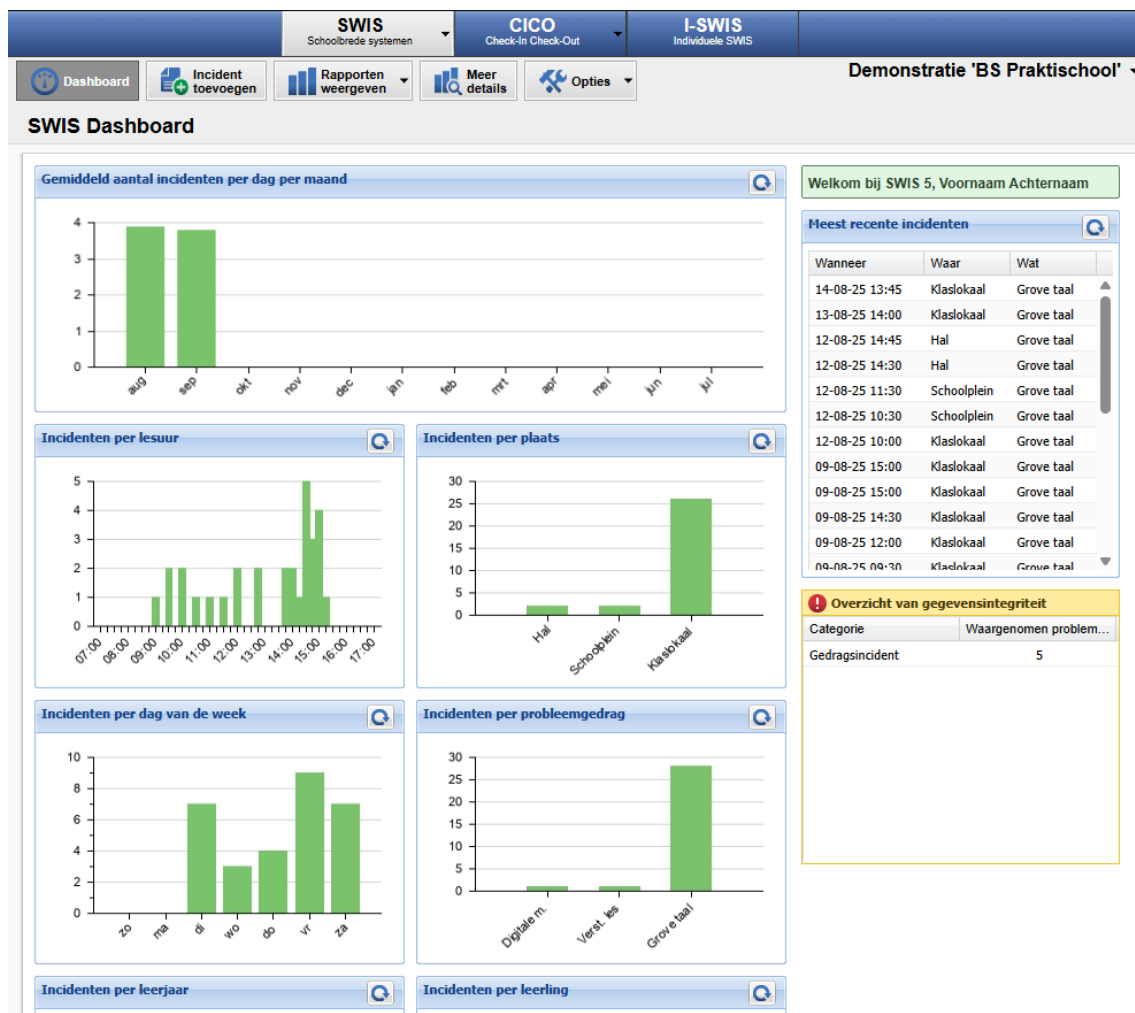 SWIS
Schoolbrede systemen
CICO
Check-In Check-Out
I-SWIS
Individuele SWIS
Dashboard
Incident
toevoegen
Rapporten
weergeven
Meer
details
Opties
Demonstratie 'BS Praktischool'
SWIS Dashboard
Gemiddeld aantal incidenten per dag per maand
4
3
2
1
0
aug sep okt nov dec jan feb mrt apr mei jun jul
Incidenten per lesuur
5
4
3
2
1
0
07:00 08:00 09:00 10:00 11:00 12:00 13:00 14:00 15:00 16:00 17:00
Incidenten per plaats
30
25
20
15
10
5
0
Hal Schoolplein Klaslokaal
Incidenten per dag van de week
10
8
6
4
2
0
zo ma di wo do vr za
Incidenten per probleemgedrag
30
25
20
15
10
5
0
Digitale m. Verst. les Grove taal
Incidenten per leerjaar
Incidenten per leerling
Welkom bij SWIS 5, Voornaam Achternaam
Meest recente incidenten
Wanneer Waar Wat
14-08-25 13:45 Klaslokaal Grove taal
13-08-25 14:00 Klaslokaal Grove taal
12-08-25 14:45 Hal Grove taal
12-08-25 14:30 Hal Grove taal
12-08-25 11:30 Schoolplein Grove taal
12-08-25 10:30 Schoolplein Grove taal
12-08-25 10:00 Klaslokaal Grove taal
09-08-25 15:00 Klaslokaal Grove taal
09-08-25 15:00 Klaslokaal Grove taal
09-08-25 14:30 Klaslokaal Grove taal
09-08-25 12:00 Klaslokaal Grove taal
09-08-25 09:30 Klaslokaal Grove taal
Overzicht van gegevensintegriteit
Categorie Waargenomen problem...
Gedragsincident 5